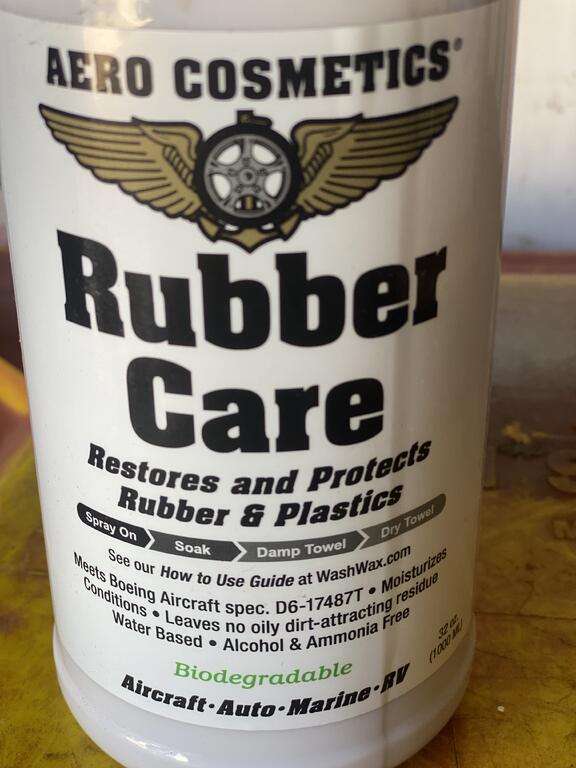 AERO COSMETICS®
Rubber
Care
Restores and Protects
Rubber & Plastics
Spray On Soak Damp Towel Dry Towel
See our How to Use Guide at WashWax.com
Meets Boeing Aircraft spec. D6-17487T • Moisturizes
Conditions • Leaves no oily dirt-attracting residue
Water Based • Alcohol & Ammonia Free
32 oz.
(1000 ML)
Biodegradable
Aircraft • Auto • Marine • RV